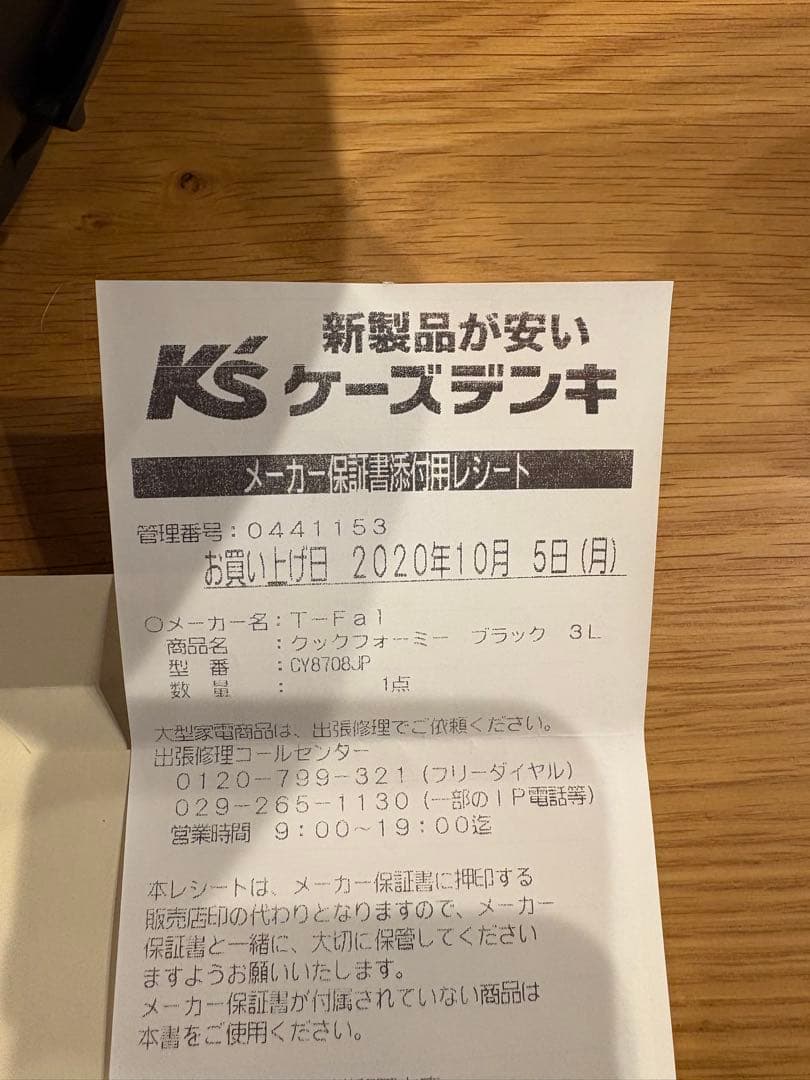 新製品が安い
K's ケーズデンキ
メーカー保証書添付用レシート
管理番号:0441153
お買い上げ日 2020年10月 5日(月)
○メーカー名:T-Fal
商品名 :クックフォーミー ブラック 3L
型 番 :CY8708JP
数 量 : 1点
大型家電商品は、出張修理でご依頼ください。
出張修理コールセンター
0120-799-321(フリーダイヤル)
029-265-1130(一部のIP電話等)
営業時間 9:00~19:00迄
本レシートは、メーカー保証書に押印する
販売店印の代わりとなりますので、メーカー
保証書と一緒に、大切に保管してください
ますようお願いいたします。
メーカー保証書が付属されていない商品は
本書をご使用ください。